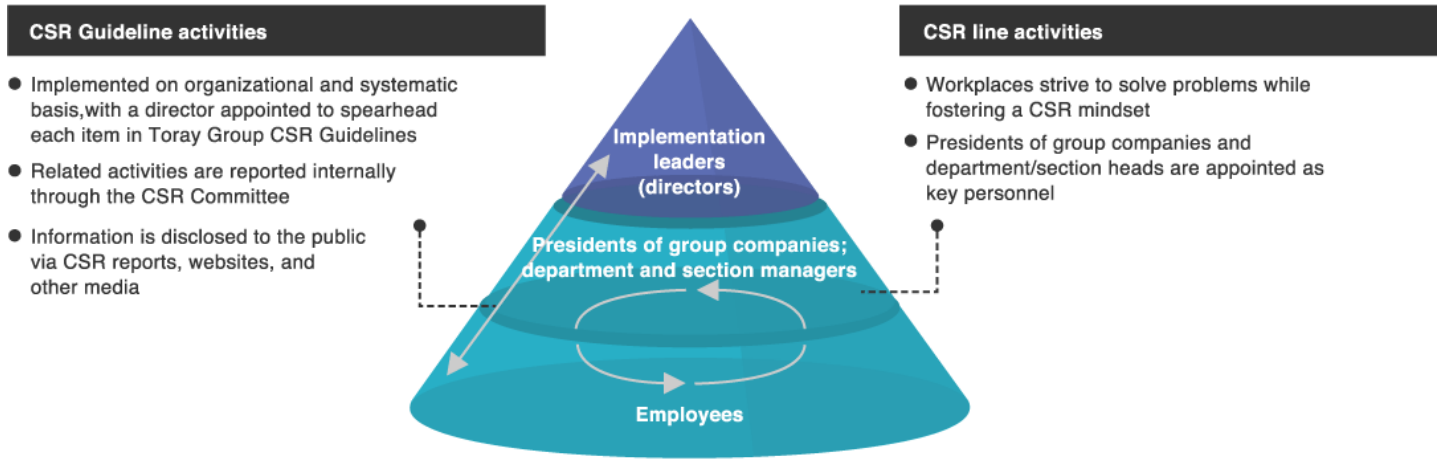 CSR Guideline activities
● Implemented on organizational and systematic
basis,with a director appointed to spearhead
each item in Toray Group CSR Guidelines
● Related activities are reported internally
through the CSR Committee
● Information is disclosed to the public
via CSR reports, websites, and
other media
Implementation
leaders
(directors)
Presidents of group companies;
department and section managers
Employees
CSR line activities
● Workplaces strive to solve problems while
fostering a CSR mindset
● Presidents of group companies and
department/section heads are appointed as
key personnel